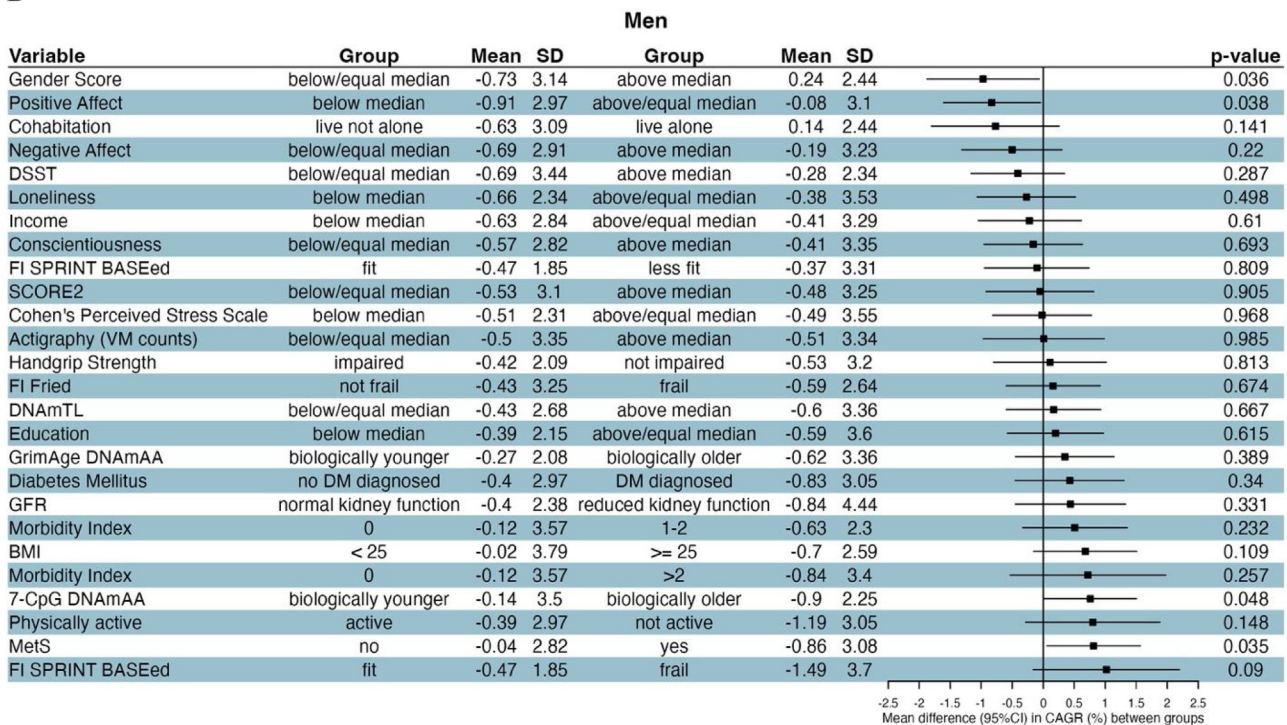 Men
Variable Group Mean SD Group Mean SD p-value
Gender Score below/equal median -0.73 3.14 above median 0.24 2.44 0.036
Positive Affect below median -0.91 2.97 above/equal median -0.08 3.1 0.038
Cohabitation live not alone -0.63 3.09 live alone 0.14 2.44 0.141
Negative Affect below/equal median -0.69 2.91 above median -0.19 3.23 0.22
DSST below/equal median -0.69 3.44 above median -0.28 2.34 0.287
Loneliness below median -0.66 2.34 above/equal median -0.38 3.53 0.498
Income below median -0.63 2.84 above/equal median -0.41 3.29 0.61
Conscientiousness below/equal median -0.57 2.82 above median -0.41 3.35 0.693
FI SPRINT BASEed fit -0.47 1.85 less fit -0.37 3.31 0.809
SCORE2 below/equal median -0.53 3.1 above median -0.48 3.25 0.905
Cohen's Perceived Stress Scale below median -0.51 2.31 above/equal median -0.49 3.55 0.968
Actigraphy (VM counts) below/equal median -0.5 3.35 above median -0.51 3.34 0.985
Handgrip Strength impaired -0.42 2.09 not impaired -0.53 3.2 0.813
FI Fried not frail -0.43 3.25 frail -0.59 2.64 0.674
DNAmTL below/equal median -0.43 2.68 above median -0.6 3.36 0.667
Education below median -0.39 2.15 above/equal median -0.59 3.6 0.615
GrimAge DNAmAA biologically younger -0.27 2.08 biologically older -0.62 3.36 0.389
Diabetes Mellitus no DM diagnosed -0.4 2.97 DM diagnosed -0.83 3.05 0.34
GFR normal kidney function -0.4 2.38 reduced kidney function -0.84 4.44 0.331
Morbidity Index 0 -0.12 3.57 1-2 -0.63 2.3 0.232
BMI < 25 -0.02 3.79 >= 25 -0.7 2.59 0.109
Morbidity Index 0 -0.12 3.57 >2 -0.84 3.4 0.257
7-CpG DNAmAA biologically younger -0.14 3.5 biologically older -0.9 2.25 0.048
Physically active active -0.39 2.97 not active -1.19 3.05 0.148
MetS no -0.04 2.82 yes -0.86 3.08 0.035
FI SPRINT BASEed fit -0.47 1.85 frail -1.49 3.7 0.09
-2.5 -2 -1.5 -1 -0.5 0 0.5 1 1.5 2 2.5
Mean difference (95%CI) in CAGR (%) between groups